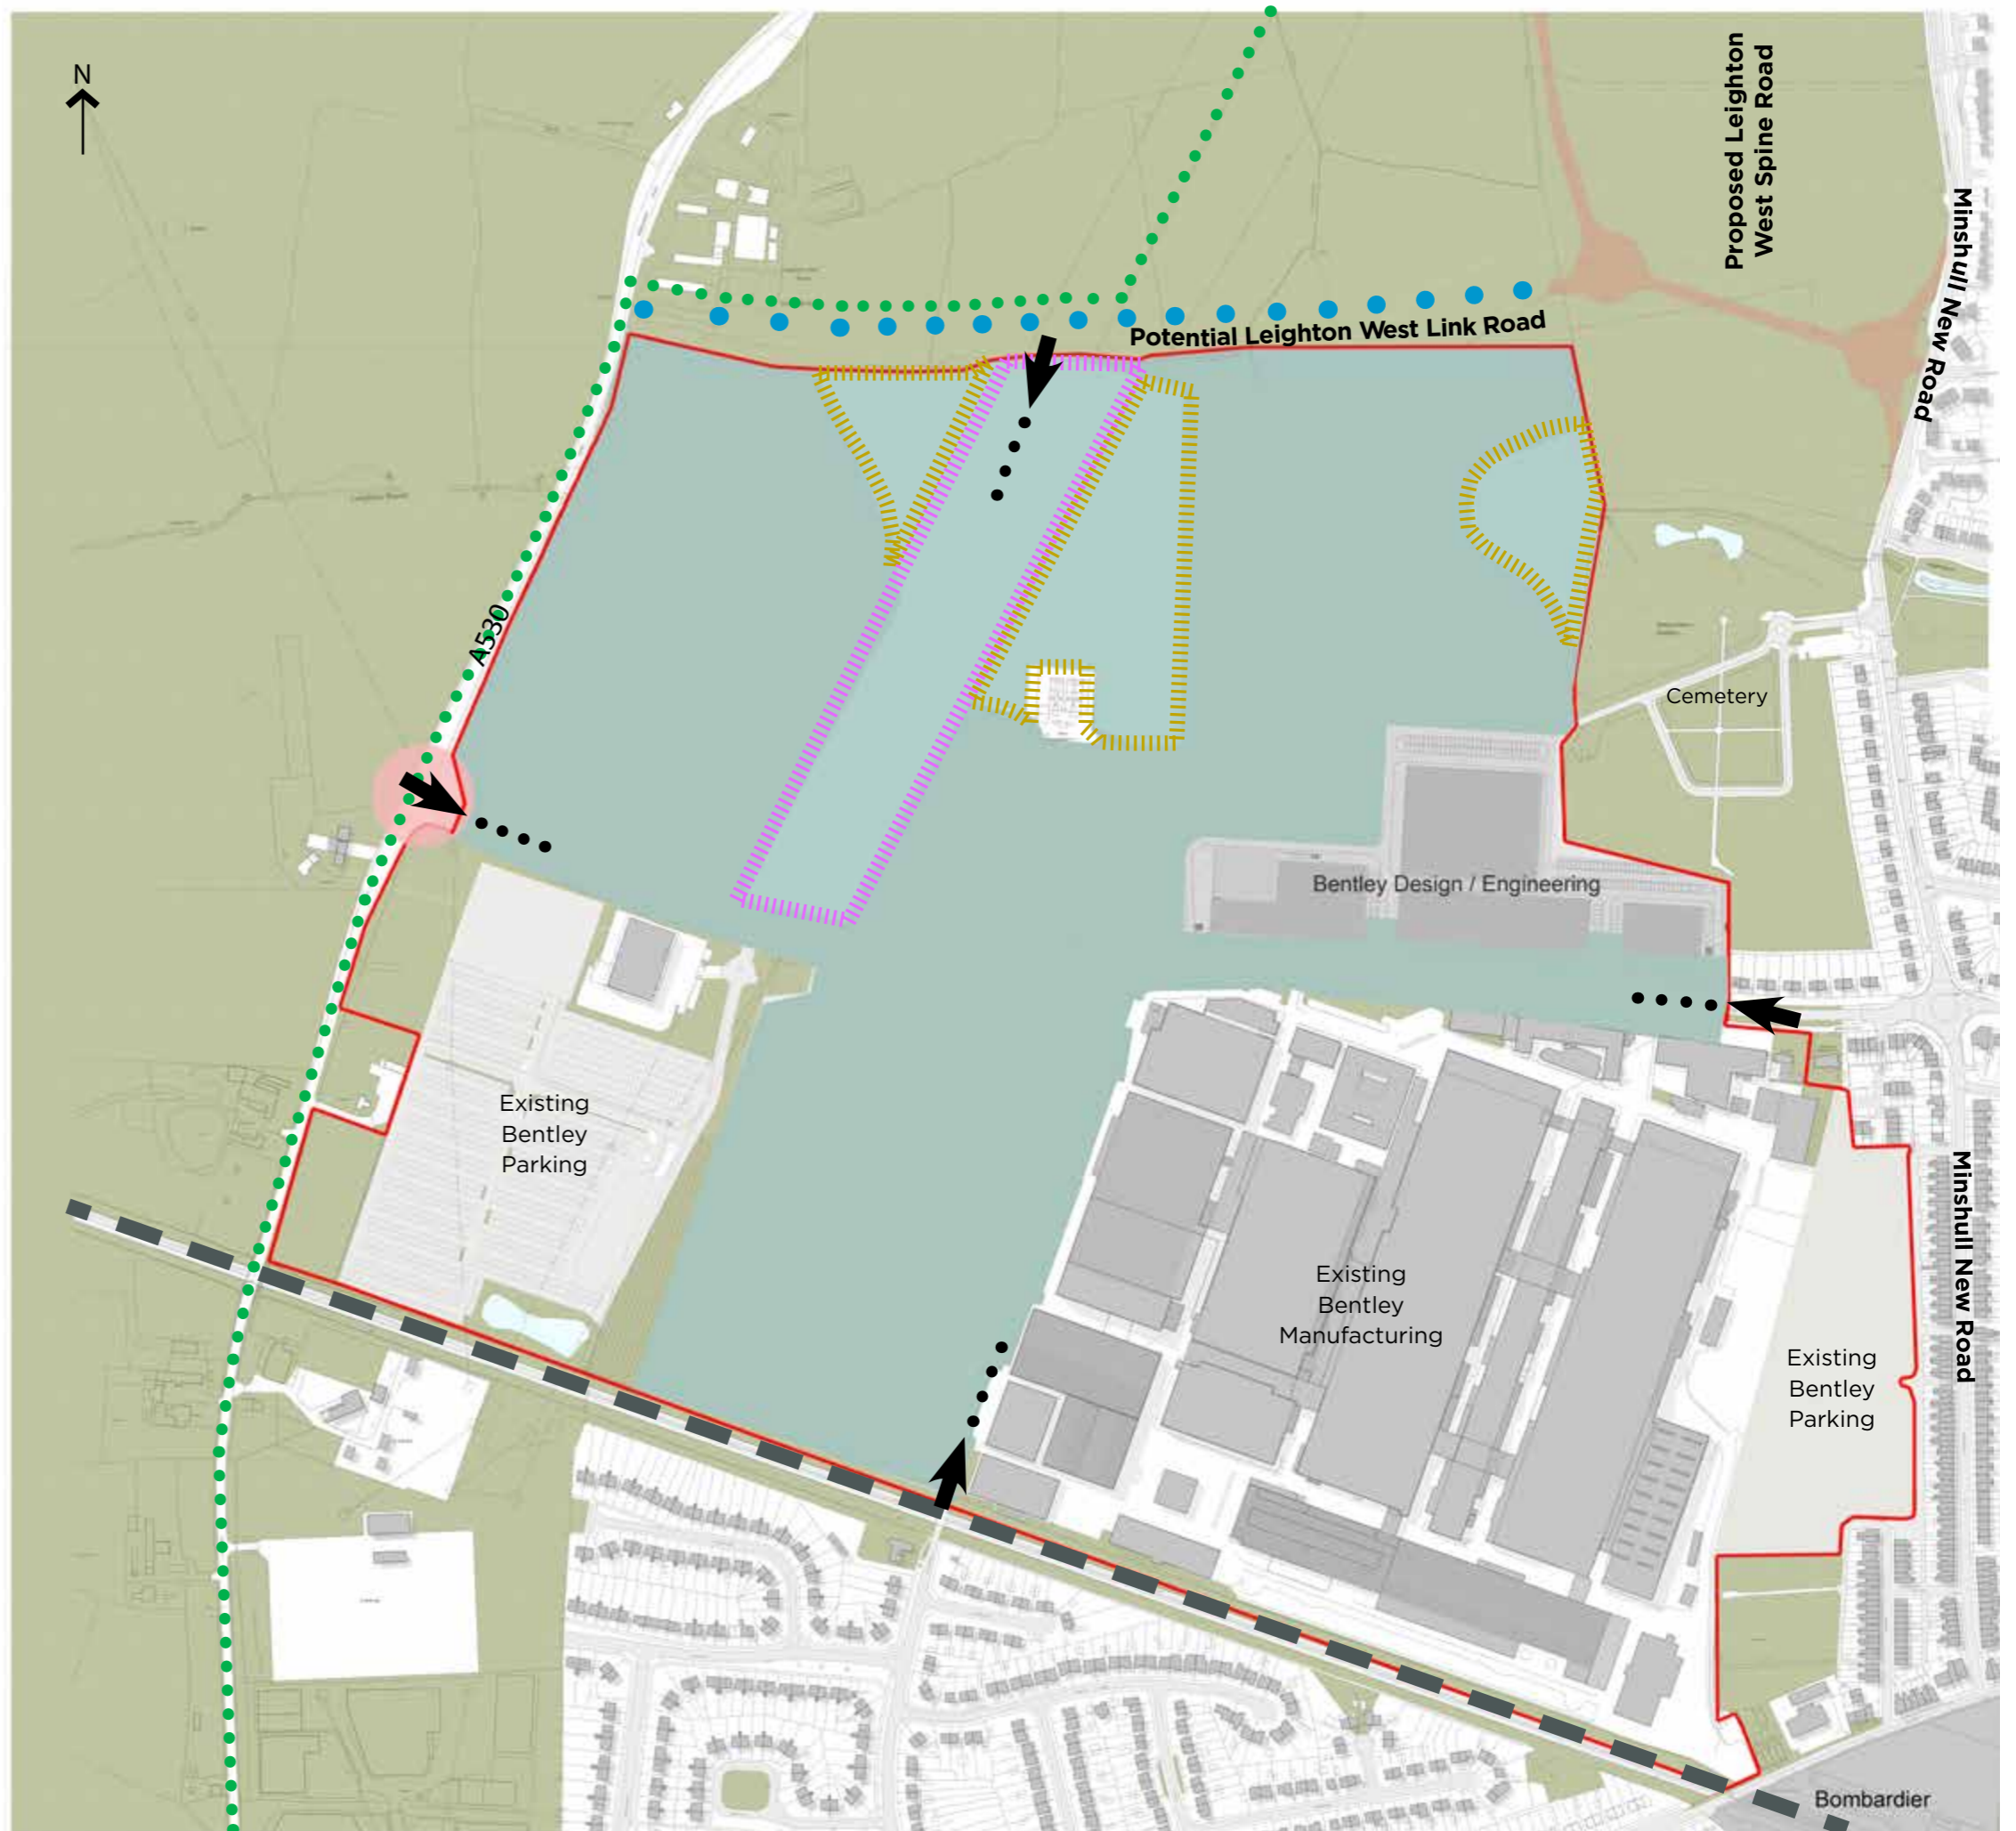 N
Proposed Leighton
West Spine Road
Minshull New Road
Potential Leighton West Link Road
A530
Cemetery
Bentley Design / Engineering
Existing
Bentley
Parking
Existing
Bentley
Manufacturing
Minshull New Road
Existing
Bentley
Parking
Bombardier